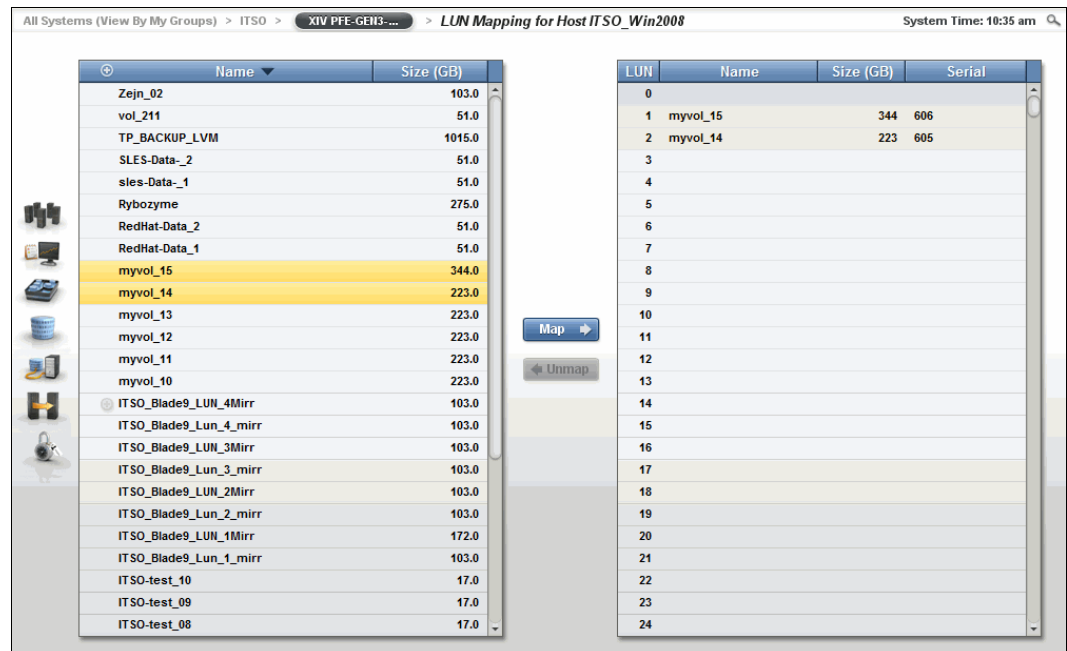 All Systems (View By My Groups) > ITSO > XIV PFE-GEN3-... > LUN Mapping for Host ITSO_Win2008 System Time: 10:35 am
Name Size (GB)
Zejn_02 103.0
vol_211 51.0
TP_BACKUP_LVM 1015.0
SLES-Data-_2 51.0
sles-Data-_1 51.0
Rybozyme 275.0
RedHat-Data_2 51.0
RedHat-Data_1 51.0
myvol_15 344.0
myvol_14 223.0
myvol_13 223.0
myvol_12 223.0
myvol_11 223.0
myvol_10 223.0
ITSO_Blade9_LUN_4Mirr 103.0
ITSO_Blade9_Lun_4_mirr 103.0
ITSO_Blade9_LUN_3Mirr 103.0
ITSO_Blade9_Lun_3_mirr 103.0
ITSO_Blade9_LUN_2Mirr 103.0
ITSO_Blade9_Lun_2_mirr 103.0
ITSO_Blade9_LUN_1Mirr 172.0
ITSO_Blade9_Lun_1_mirr 103.0
ITSO-test_10 17.0
ITSO-test_09 17.0
ITSO-test_08 17.0
Map
Unmap
LUN Name Size (GB) Serial
0
1 myvol_15 344 606
2 myvol_14 223 605
3
4
5
6
7
8
9
10
11
12
13
14
15
16
17
18
19
20
21
22
23
24